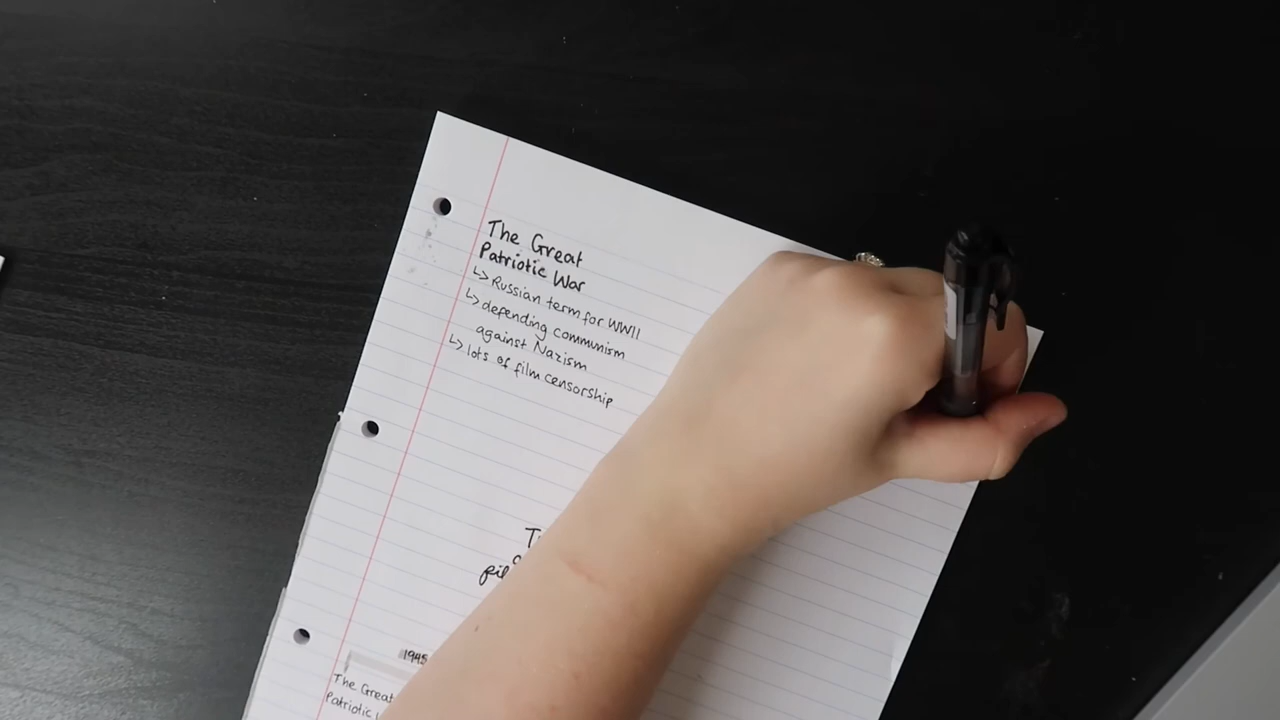 The Great
Patriotic War
↳ Russian term for WWII
↳ defending communism
against Nazism
↳ lots of film censorship
1945
The Great
Patriotic